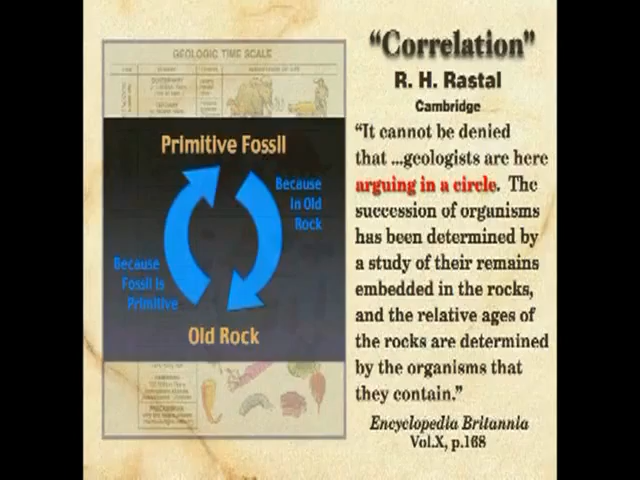 "Correlation"
R. H. Rastal
Cambridge
"It cannot be denied
that ...geologists are here
arguing in a circle. The
succession of organisms
has been determined by
a study of their remains
embedded in the rocks,
and the relative ages of
the rocks are determined
by the organisms that
they contain."
Encyclopedia Britannia
Vol.X, p.168
GEOLOGIC TIME SCALE
Primitive Fossil
Because
in Old
Rock
Because
Fossil is
Primitive
Old Rock